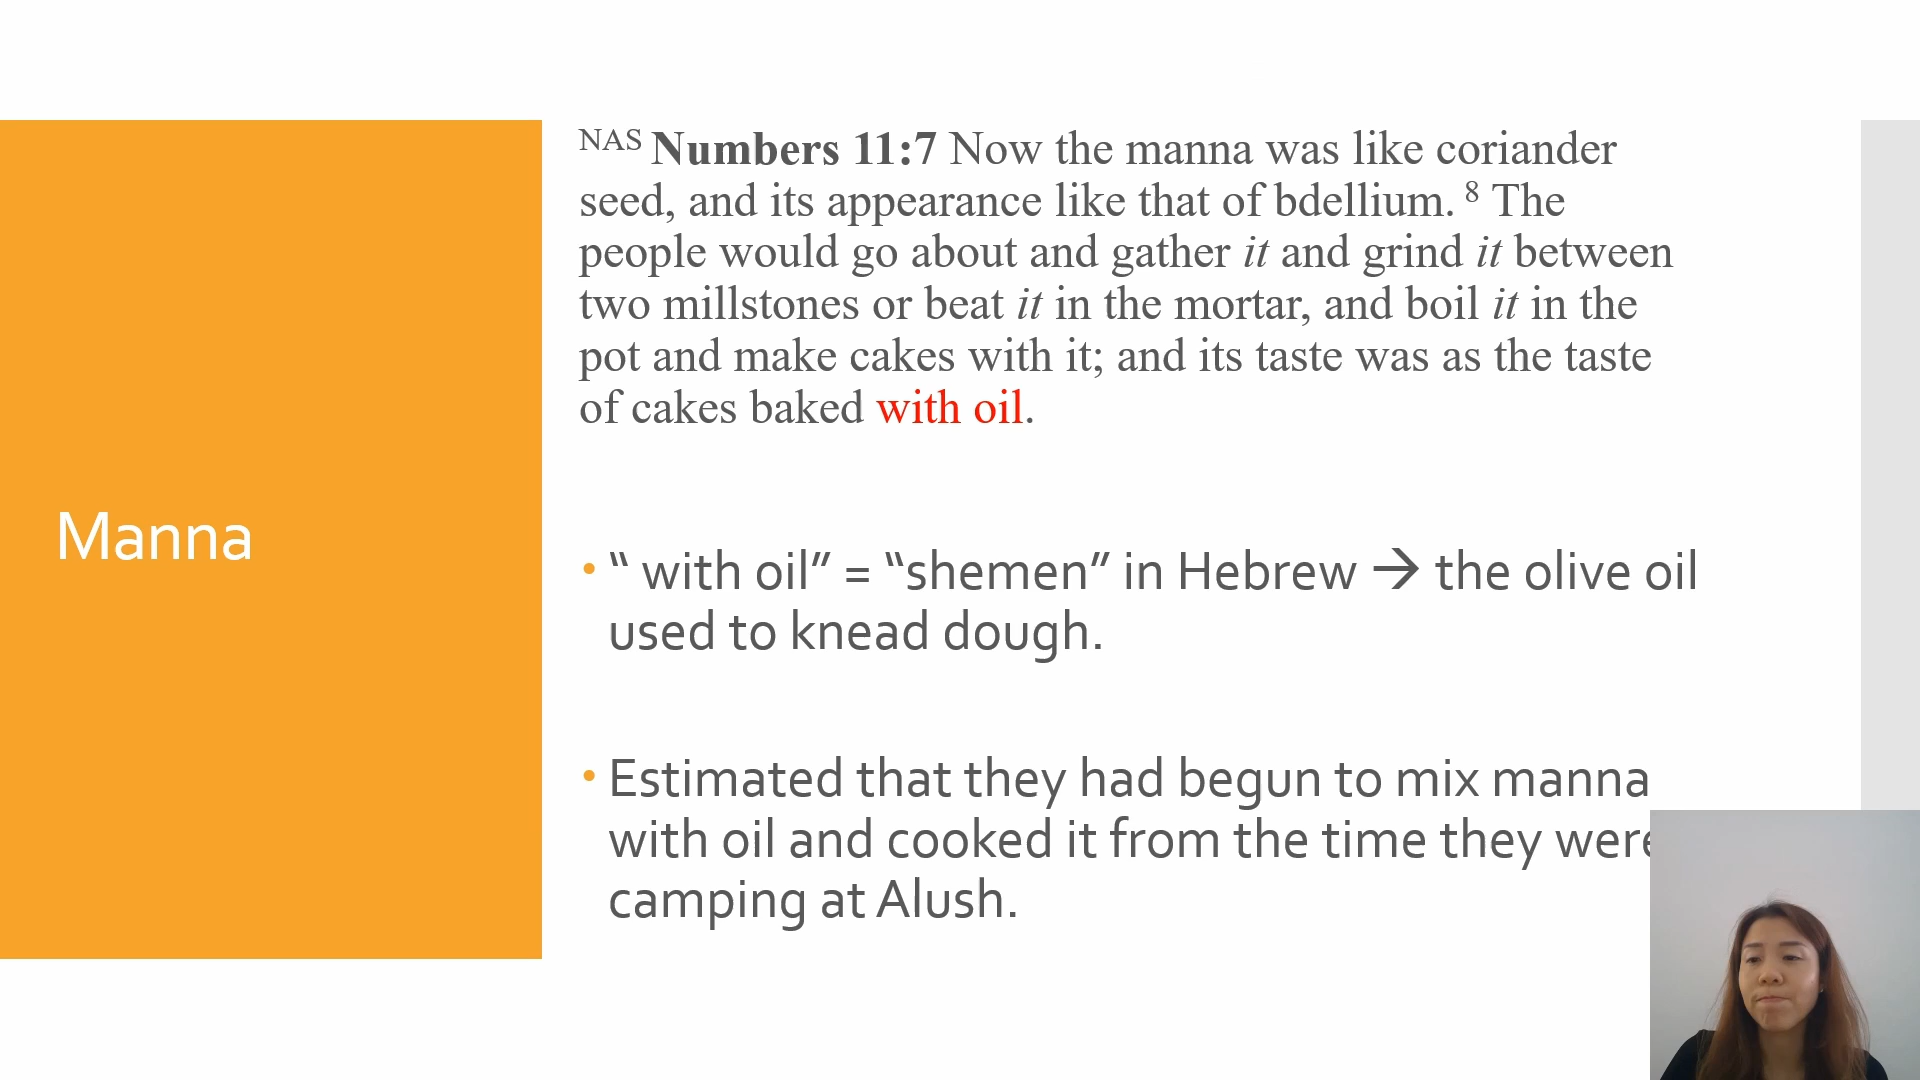 Manna
NAS Numbers 11:7 Now the manna was like coriander
seed, and its appearance like that of bdellium. 8 The
people would go about and gather it and grind it between
two millstones or beat it in the mortar, and boil it in the
pot and make cakes with it; and its taste was as the taste
of cakes baked with oil.
• “ with oil” = “shemen” in Hebrew → the olive oil
used to knead dough.
• Estimated that they had begun to mix manna
with oil and cooked it from the time they were
camping at Alush.